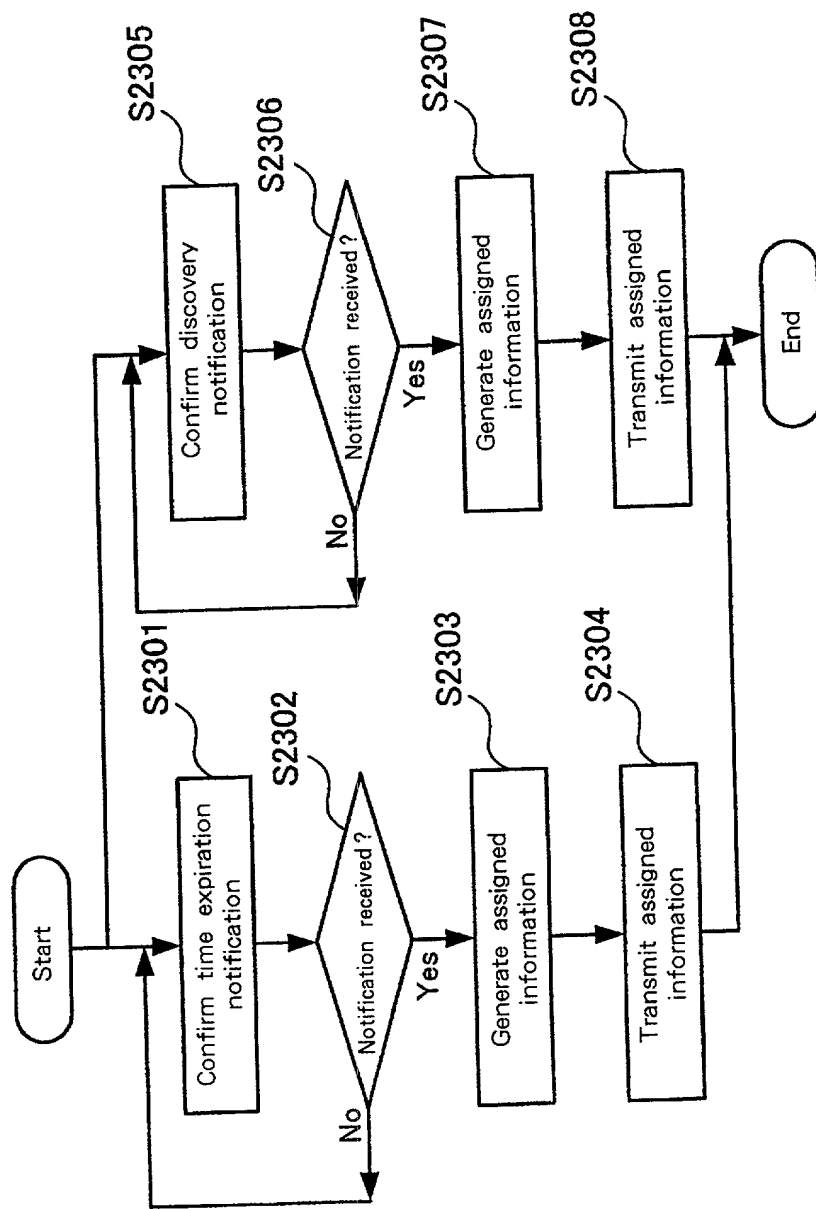 Start
Confirm time expiration
notification
S2301
Notification received?
S2302
No
Yes
Generate assigned
information
S2303
Transmit assigned
information
S2304
Confirm discovery
notification
S2305
Notification received?
S2306
No
Yes
Generate assigned
information
S2307
Transmit assigned
information
S2308
End